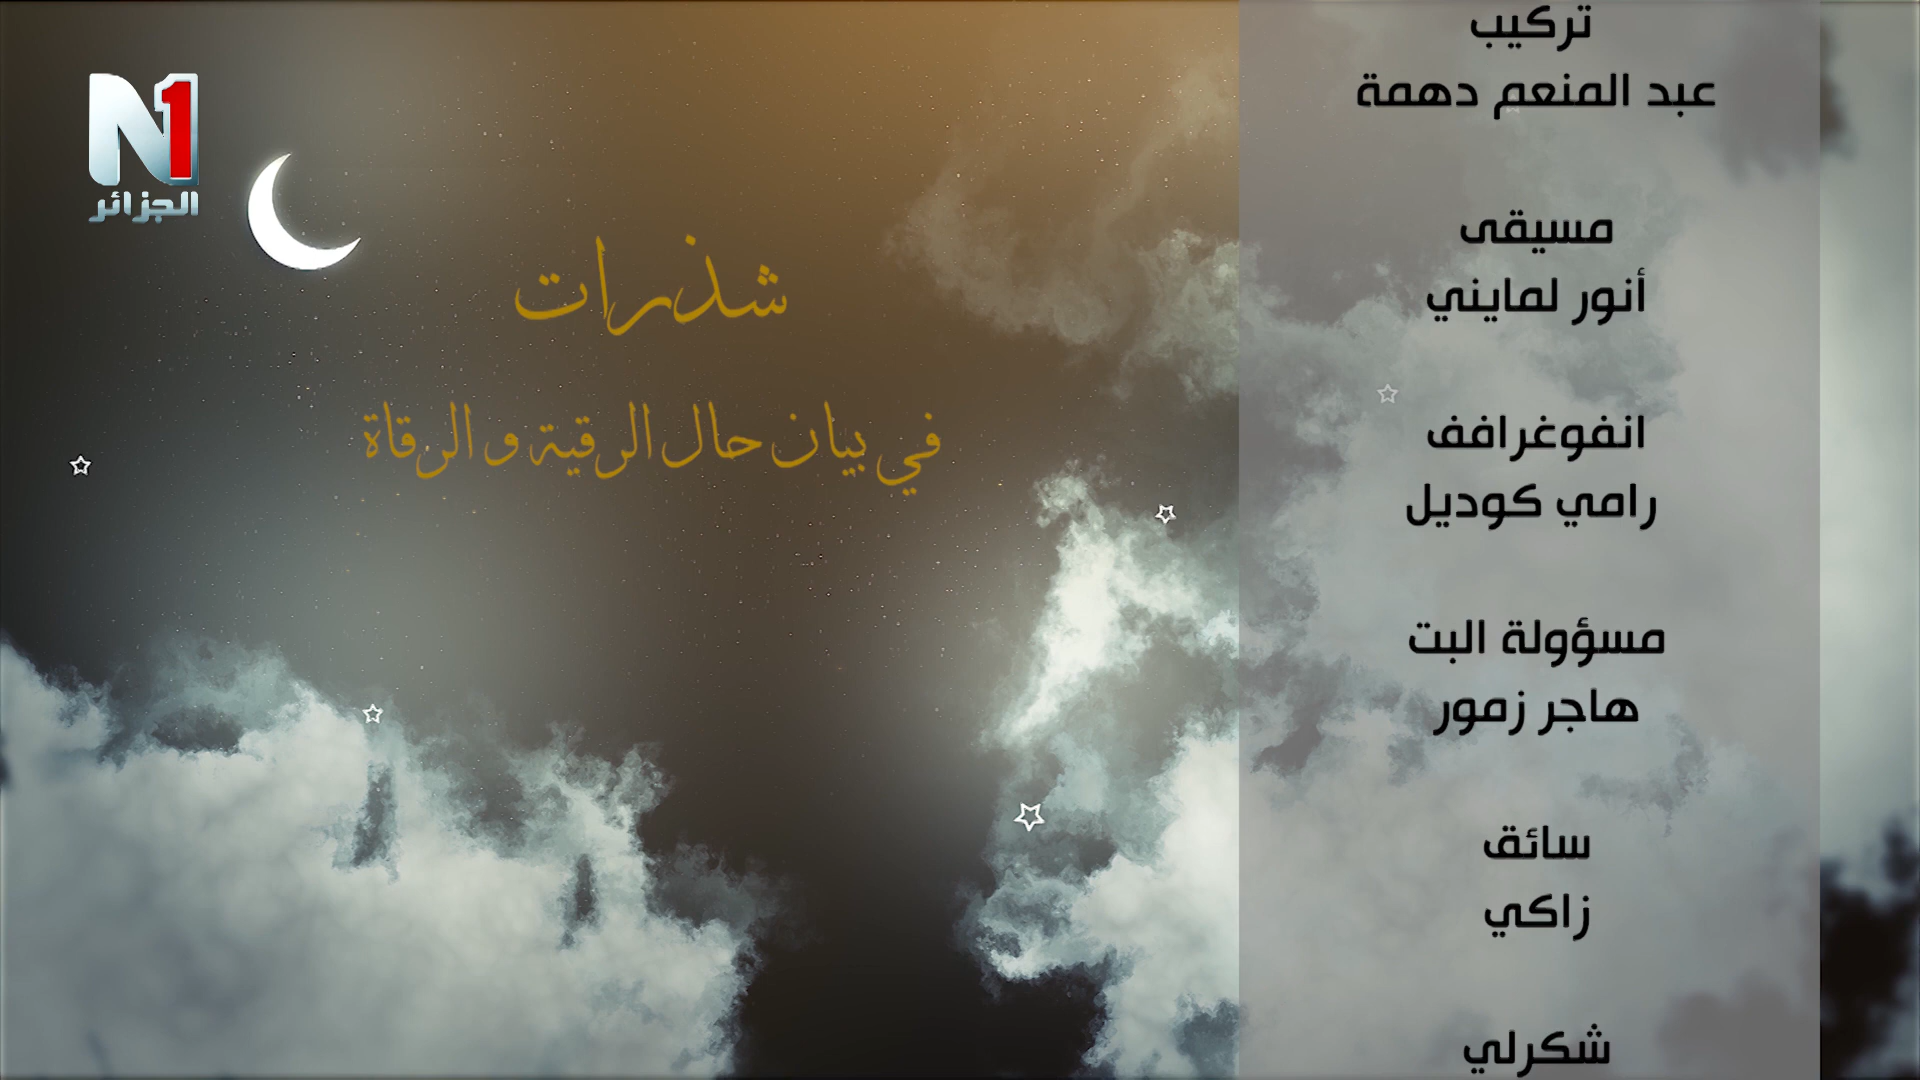 N1
الجزائر
شذرات
في بيان حال الرقية و الرقاة
تركيب
عبد المنعم دهمة
مسيقى
أنور لمايني
انفوغرافف
رامي كوديل
مسؤولة البت
هاجر زمور
سائق
زاكي
شكرلي